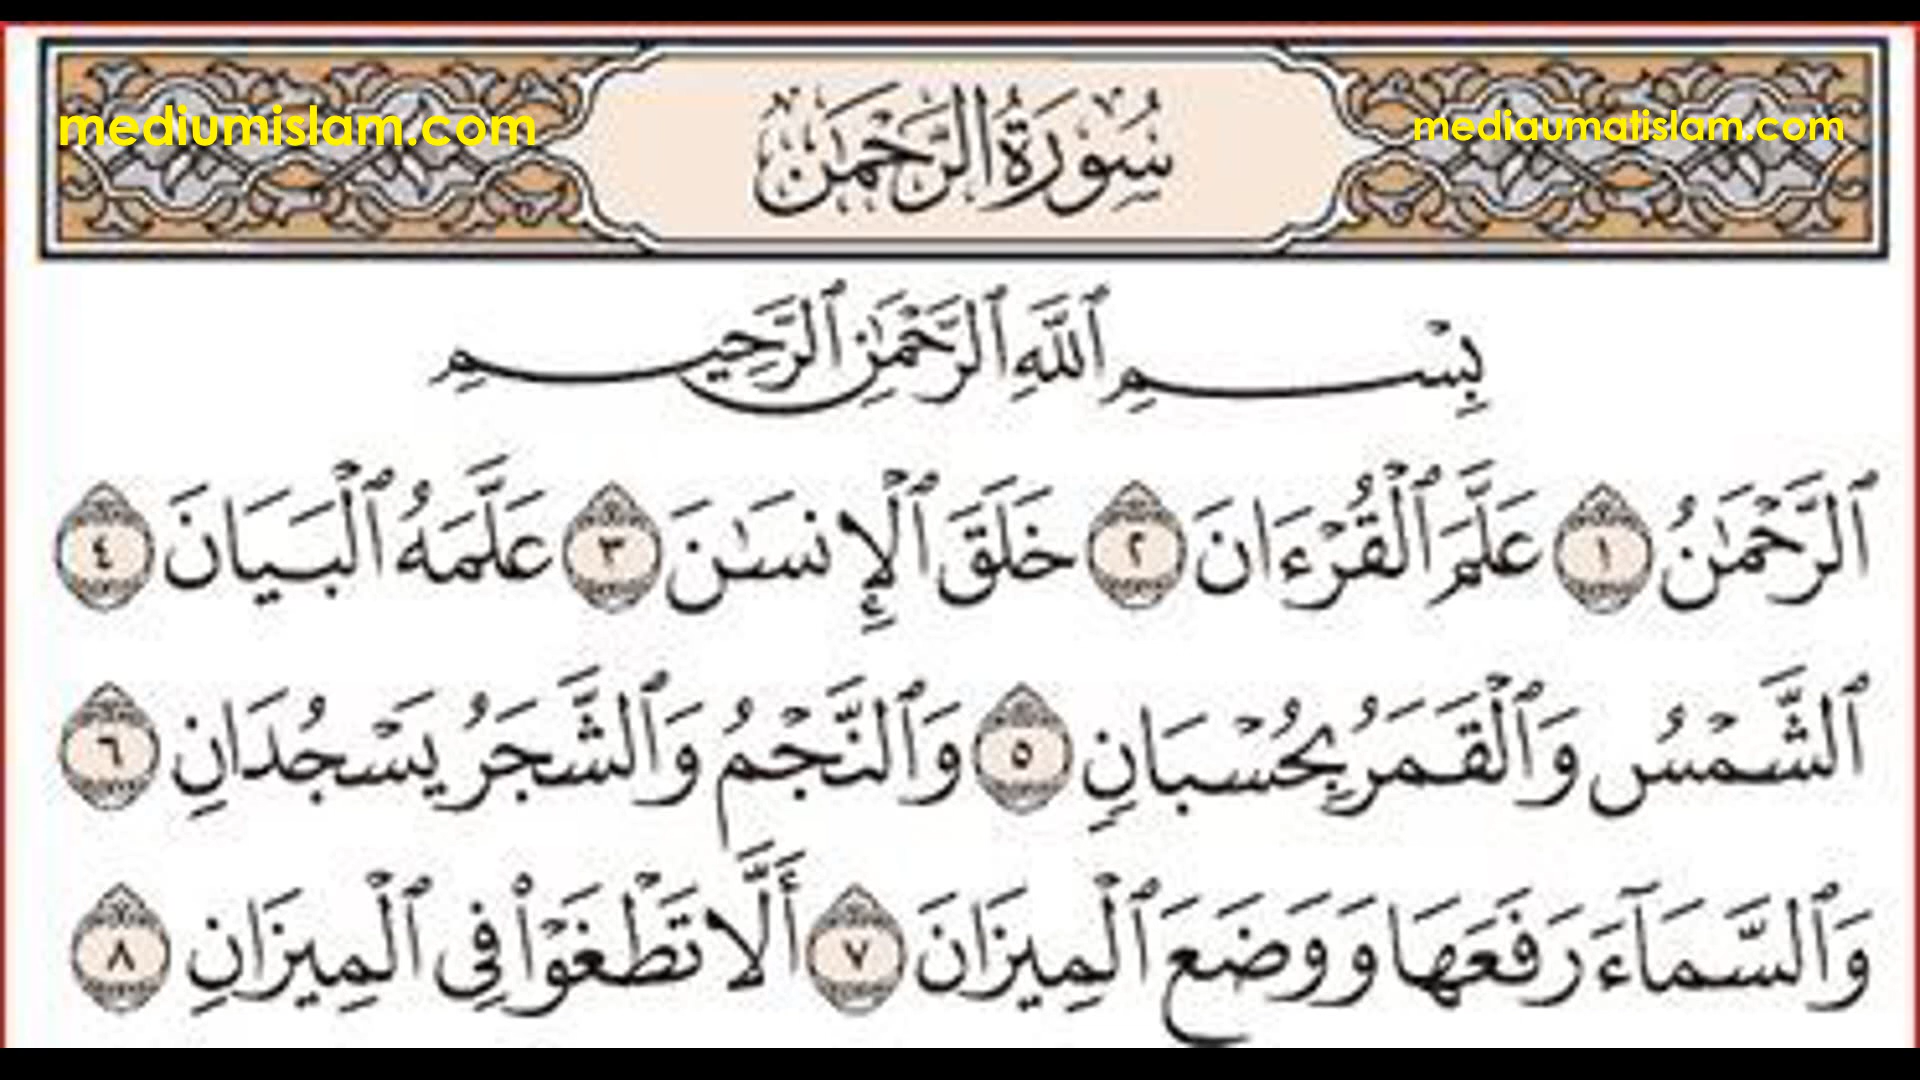 mediumislam.com
سُورَةُ الرَّحْمَٰن
mediaumatislam.com
بِسْمِ ٱللَّهِ ٱلرَّحْمَٰنِ ٱلرَّحِيمِ
ٱلرَّحْمَٰنُ ١ عَلَّمَ ٱلْقُرْءَانَ ٢ خَلَقَ ٱلْإِنسَٰنَ ٣ عَلَّمَهُ ٱلْبَيَانَ ٤
ٱلشَّمْسُ وَٱلْقَمَرُ بِحُسْبَانٍ ٥ وَٱلنَّجْمُ وَٱلشَّجَرُ يَسْجُدَانِ ٦
وَٱلسَّمَآءَ رَفَعَهَا وَوَضَعَ ٱلْمِيزَانَ ٧ أَلَّا تَطْغَوْا۟ فِى ٱلْمِيزَانِ ٨